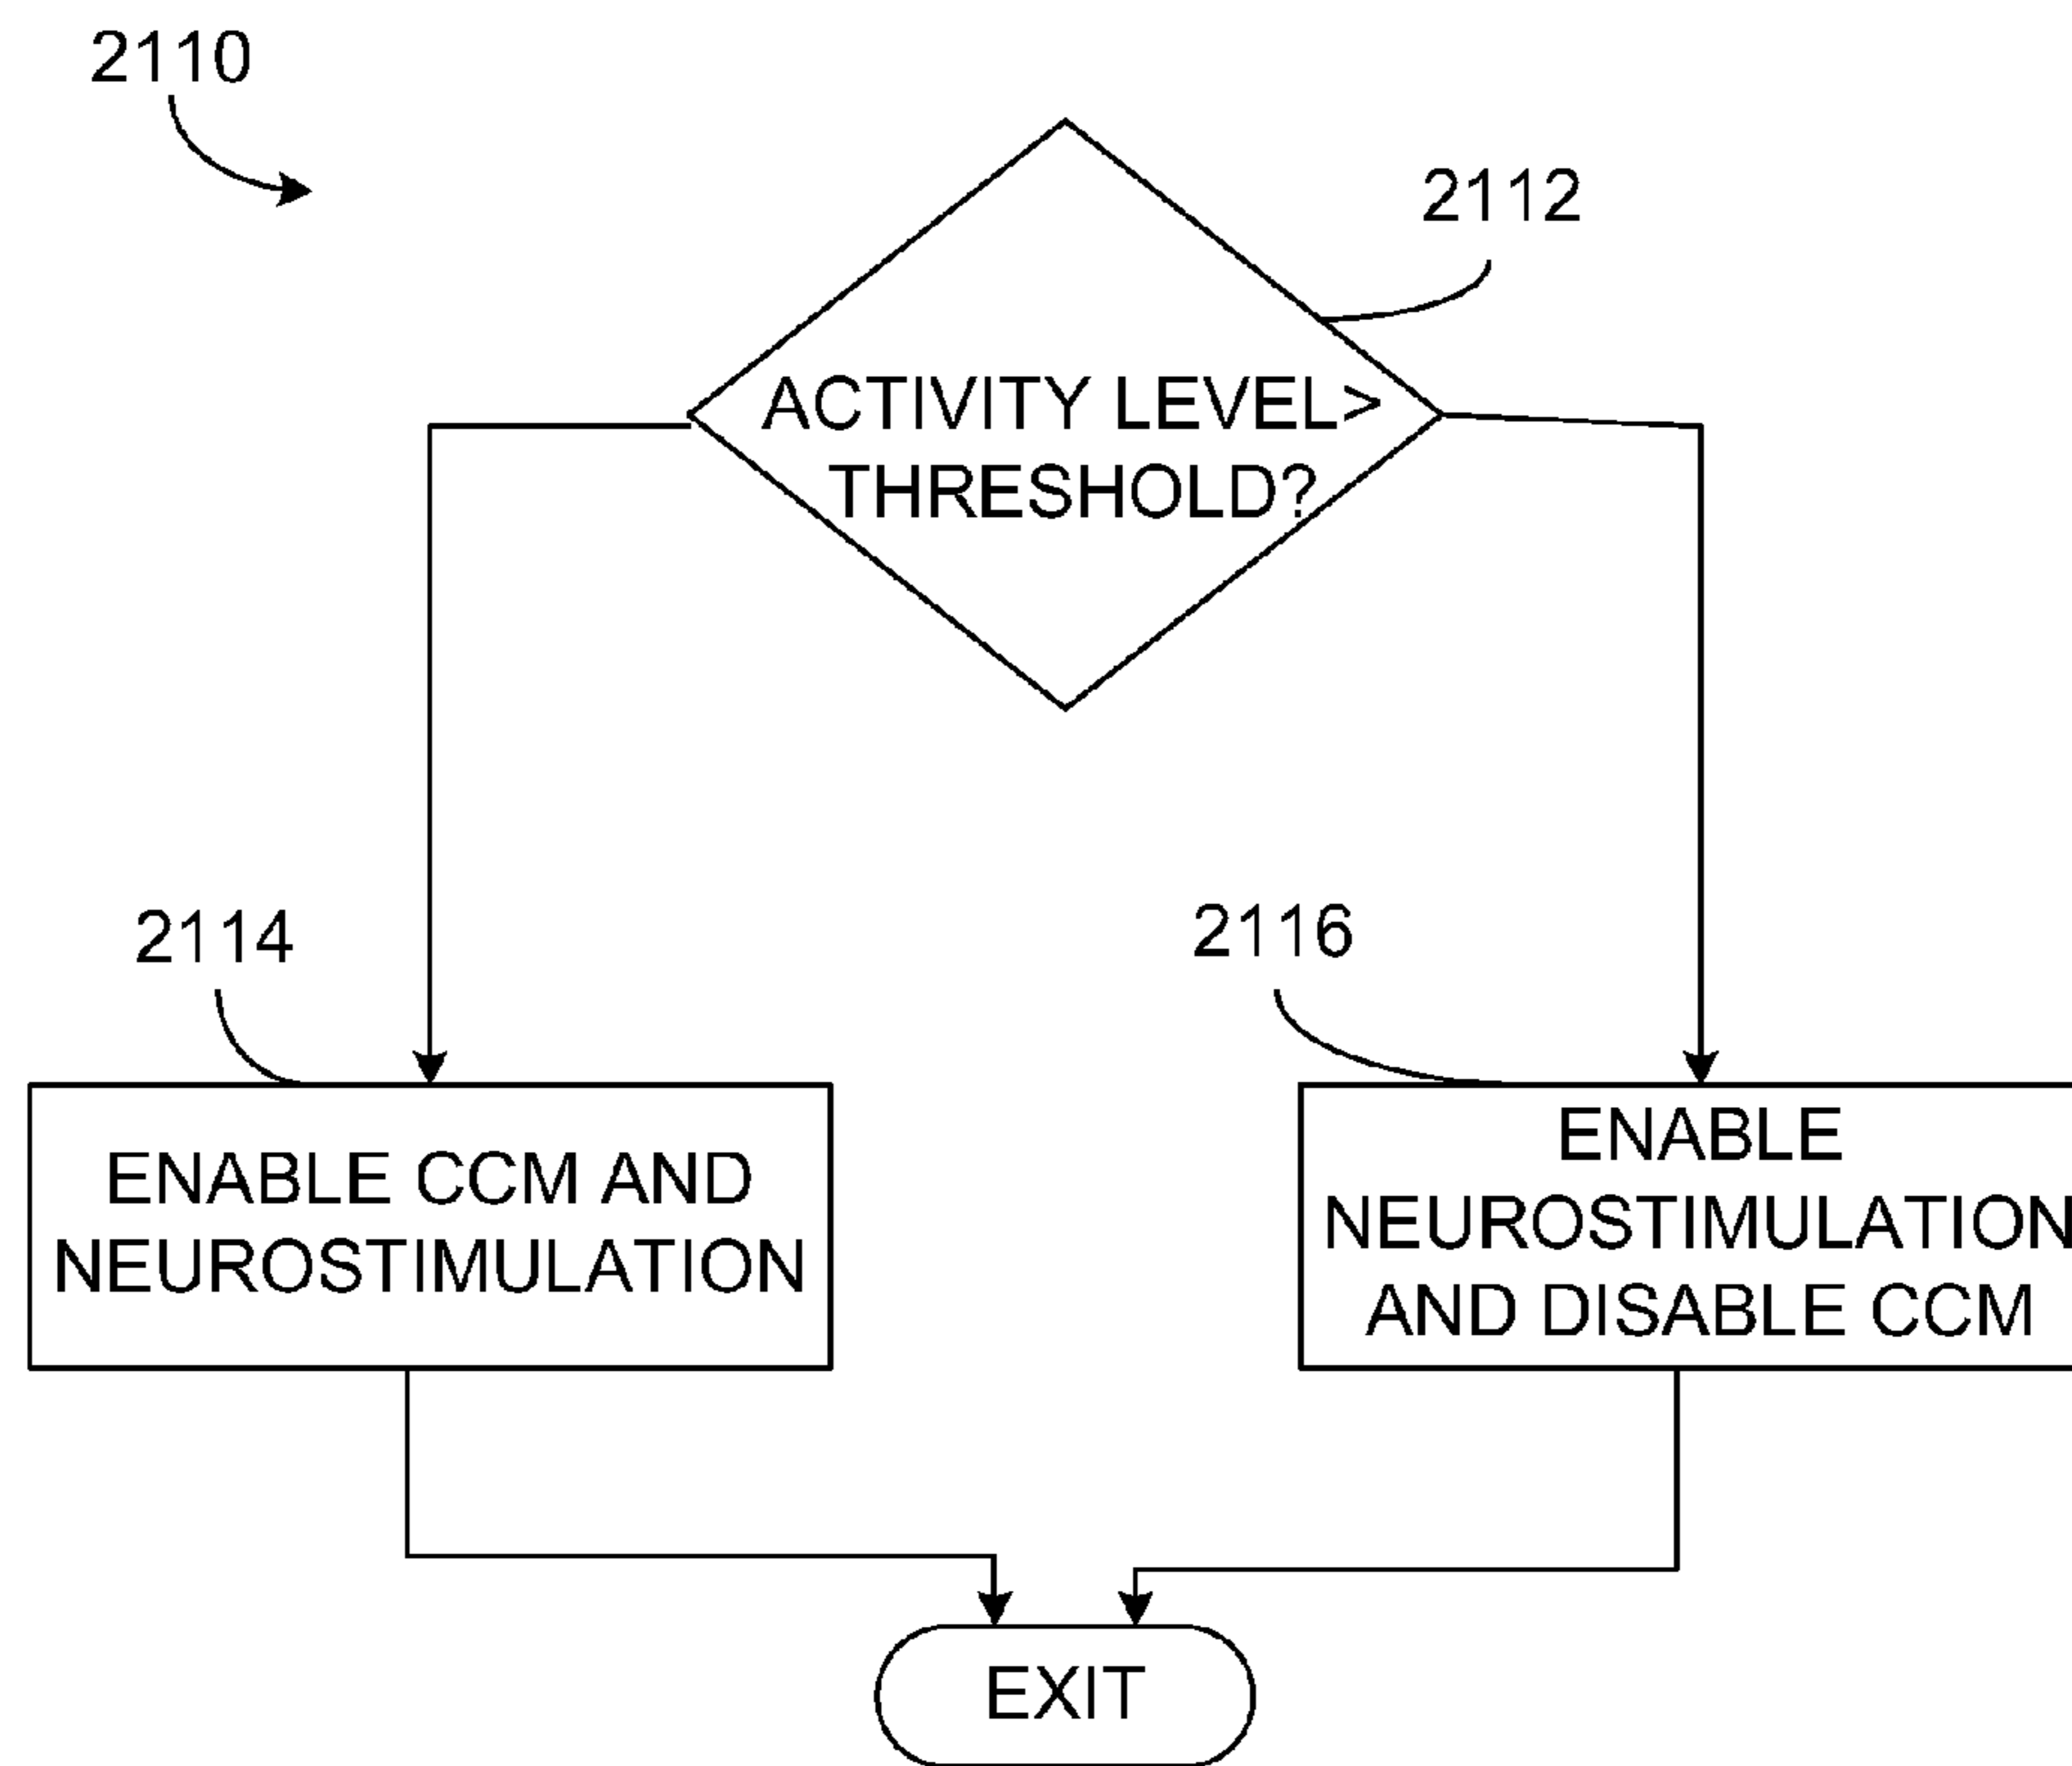 2110
2112
ACTIVITY LEVEL>
THRESHOLD?
2114
2116
ENABLE CCM AND
NEUROSTIMULATION
ENABLE
NEUROSTIMULATION
AND DISABLE CCM
EXIT